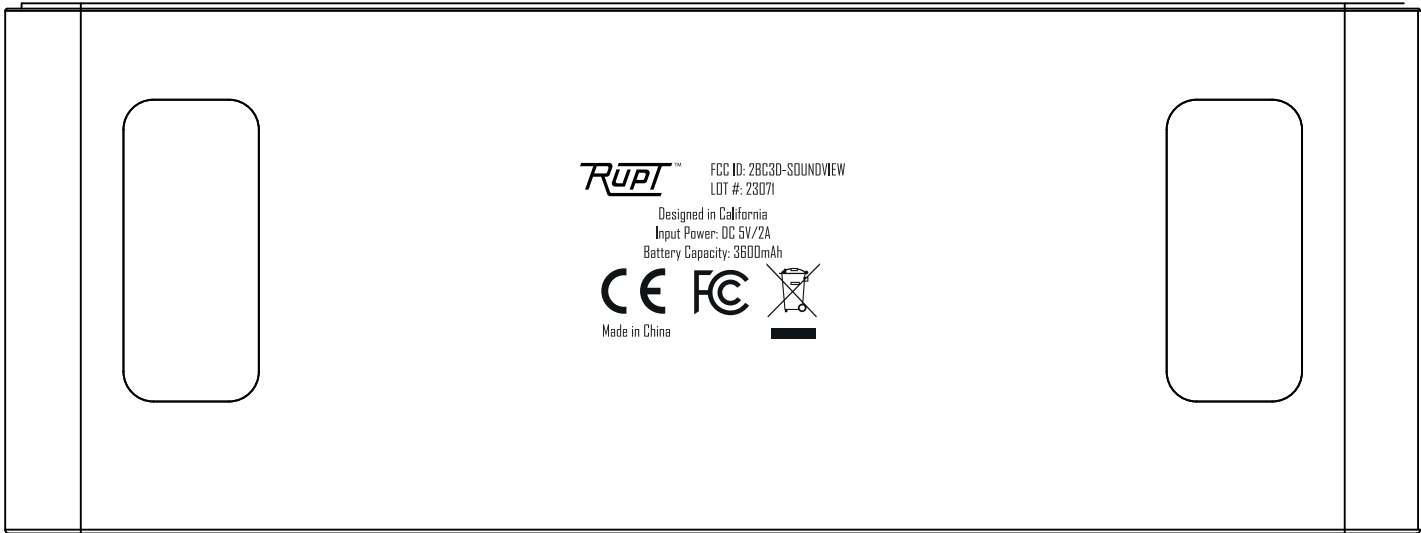 RUPT™
FCC ID: 2BC3D-SOUNDVIEW
LOT #: 23071
Designed in California
Input Power: DC 5V/2A
Battery Capacity: 3600mAh
CE FC
Made in China